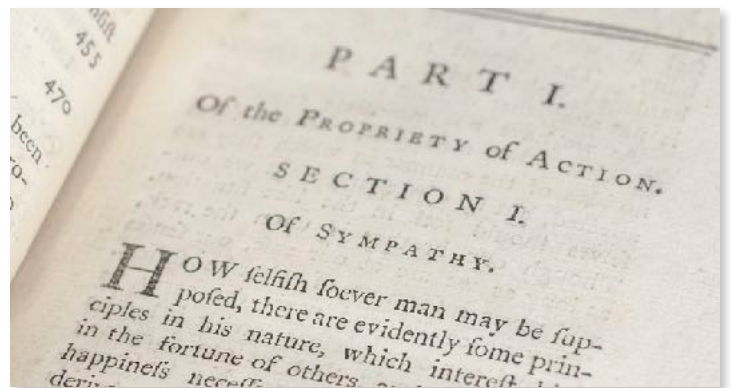 455
470
been
ro-
PART I.
Of the PROPRIETY of ACTION.
SECTION I.
Of SYMPATHY.
HOW ſelfiſh ſoever man may be ſup-
poſed, there are evidently ſome prin-
ciples in his nature, which intereſt
in the fortune of others
happineſs